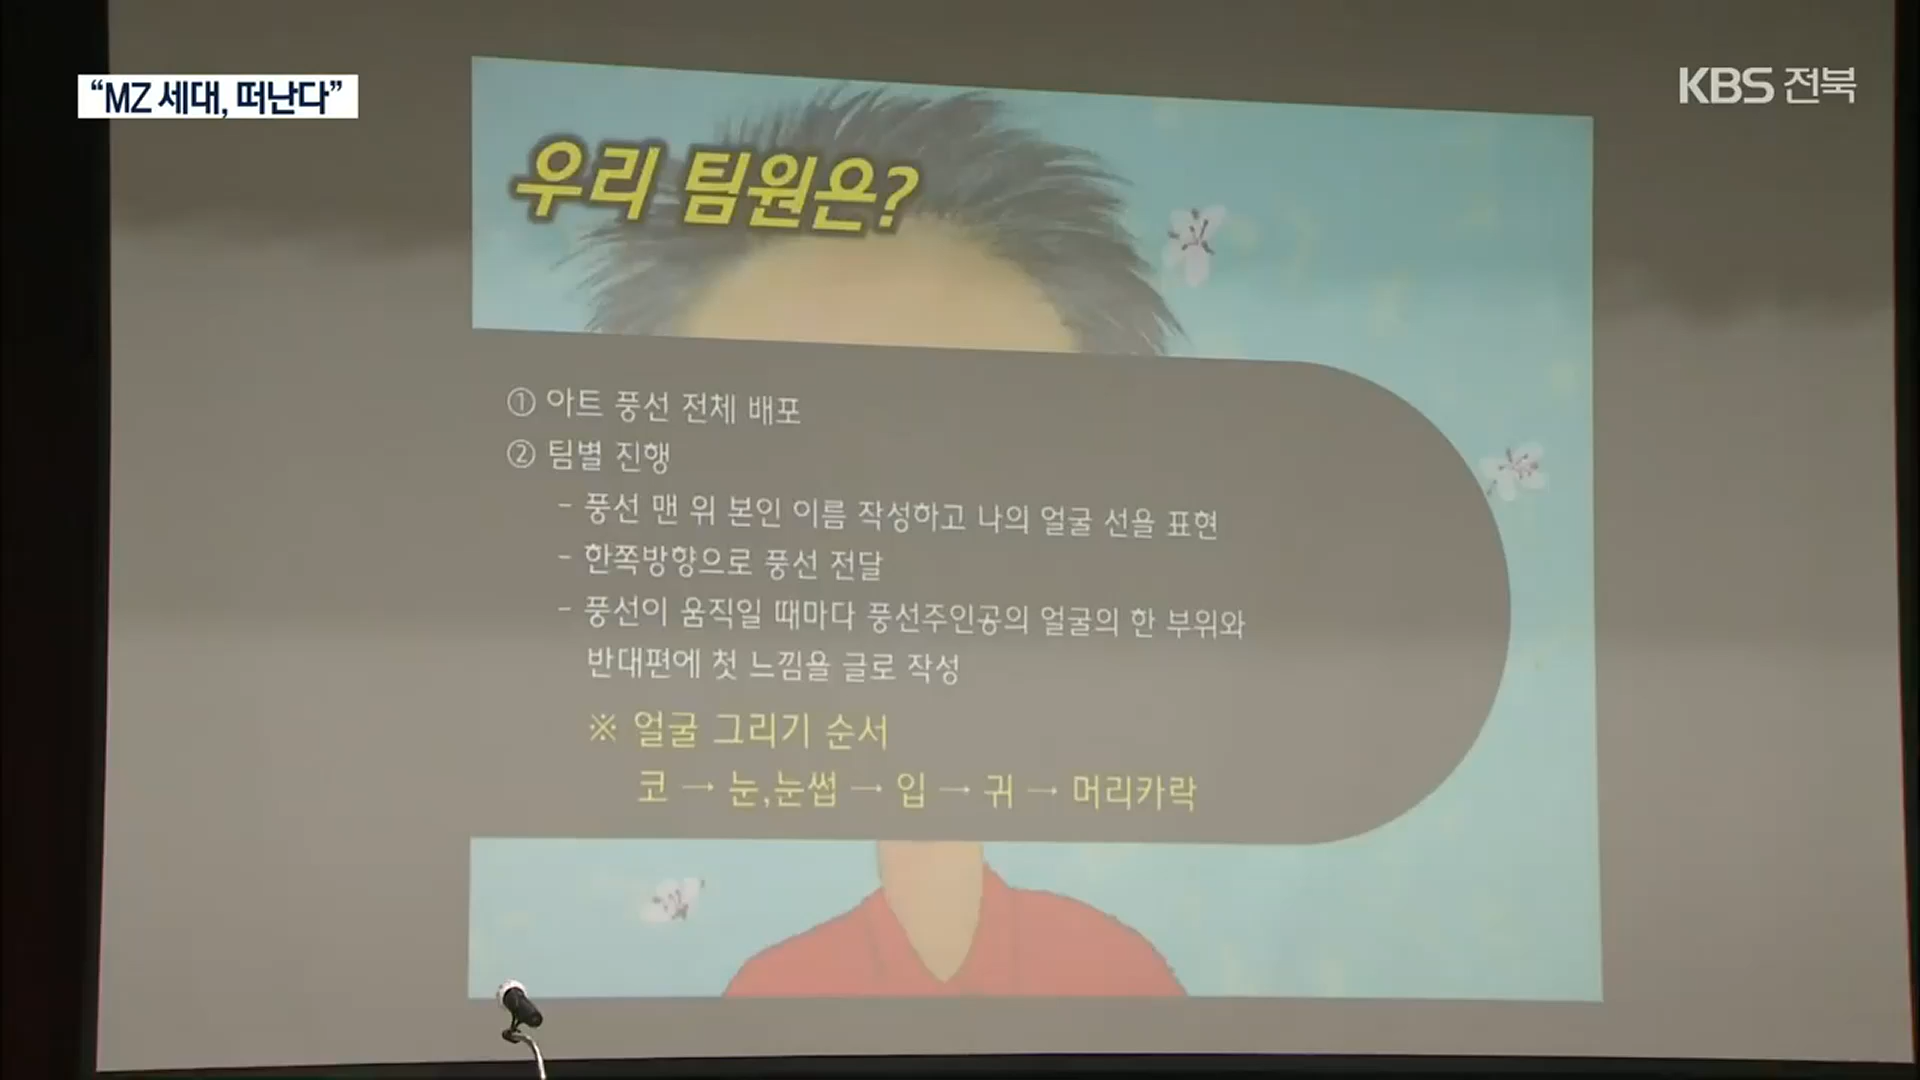 “MZ 세대, 떠난다”
KBS 전북
우리 팀원은?
① 아트 풍선 전체 배포
② 팀별 진행
- 풍선 맨 위 본인 이름 작성하고 나의 얼굴 선을 표현
- 한쪽방향으로 풍선 전달
- 풍선이 움직일 때마다 풍선주인공의 얼굴의 한 부위와
반대편에 첫 느낌을 글로 작성
※ 얼굴 그리기 순서
코 → 눈,눈썹 → 입 → 귀 → 머리카락